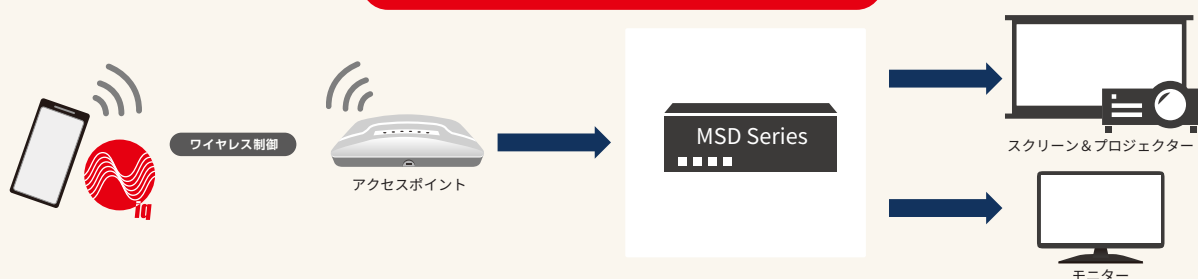 ワイヤレス制御
アクセスポイント
MSD Series
スクリーン&プロジェクター
モニター
iq